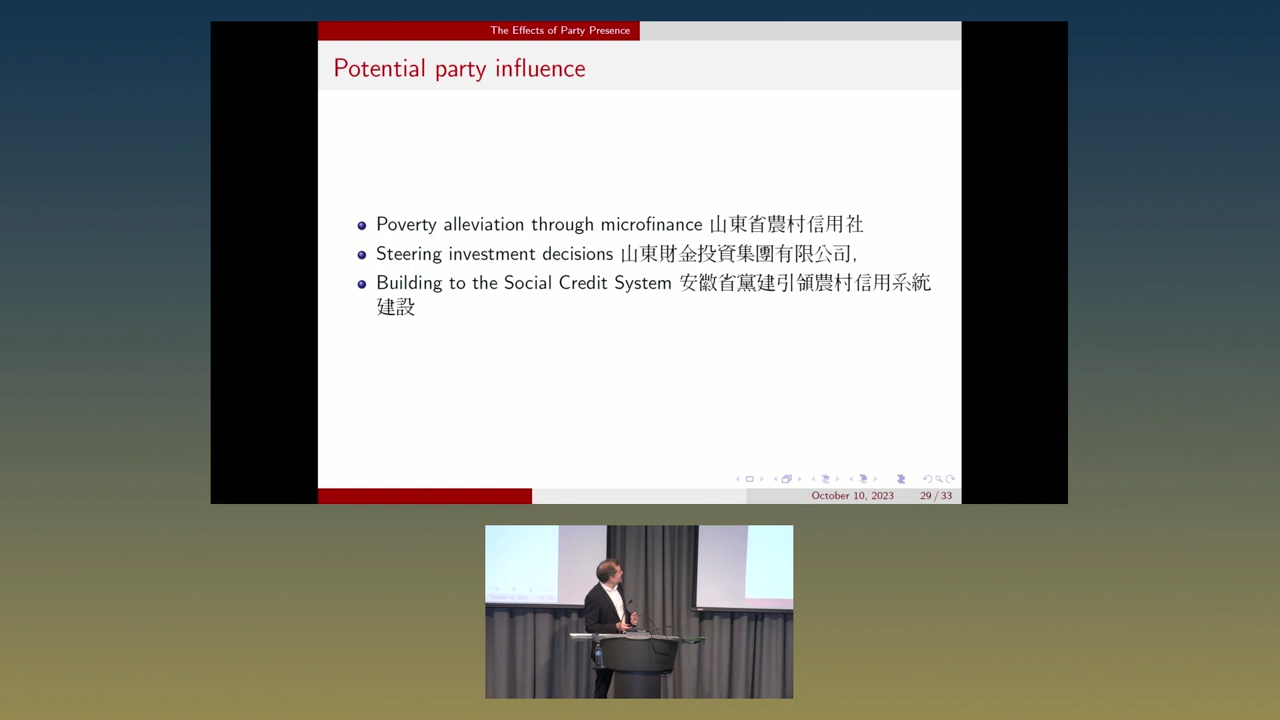 The Effects of Party Presence
Potential party influence
Poverty alleviation through microfinance 山東省農村信用社
Steering investment decisions 山東財金投資集團有限公司,
Building to the Social Credit System 安徽省黨建引領農村信用系統
建設
October 10, 2023 29 / 33